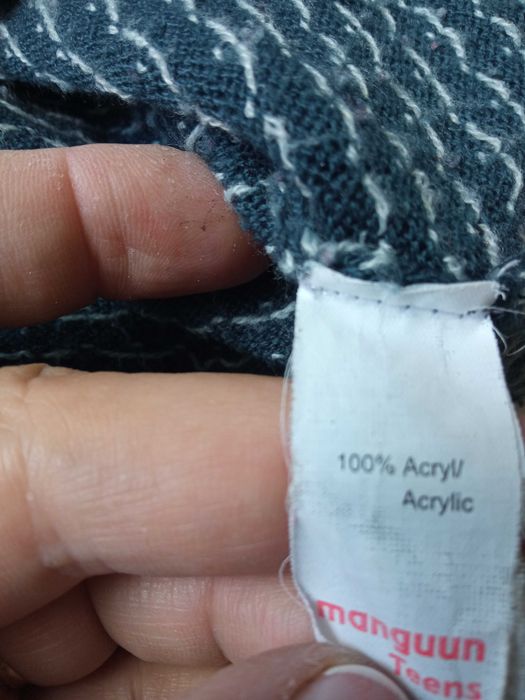 100% Acryl/
Acrylic
manguun
Teens